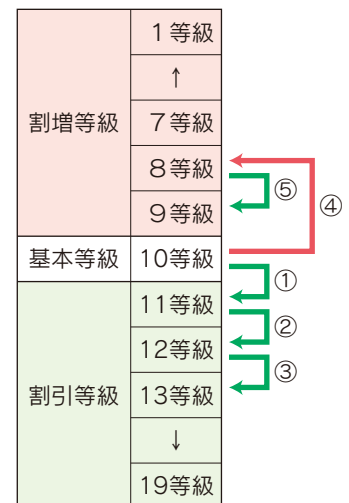 1等級
↑
割増等級 7等級
8等級
⑤
9等級
④
基本等級 10等級
①
11等級
②
12等級
③
割引等級 13等級
↓
19等級